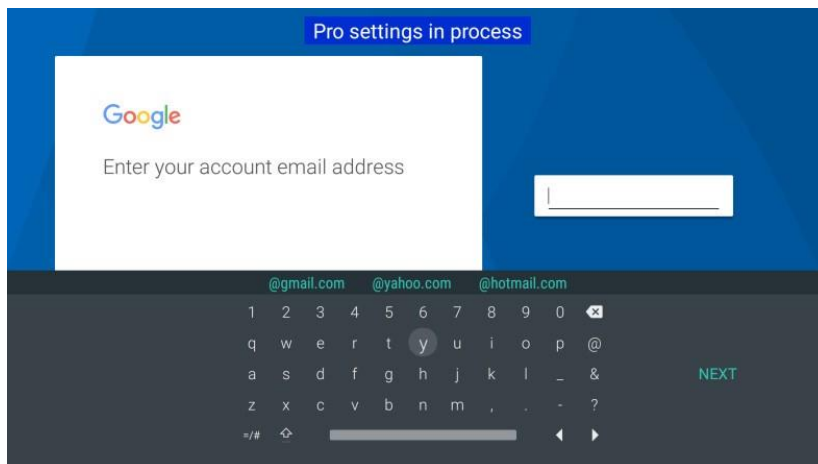 Pro settings in process
Google
Enter your account email address
@gmail.com @yahoo.com @hotmail.com
1 2 3 4 5 6 7 8 9 0
q w e r t y u i o p @
a s d f g h j k l _ &
NEXT
z x c v b n m , . - ?
=/#